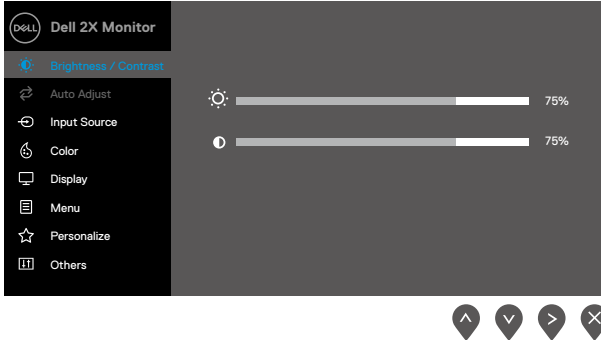 DELL
Dell 2X Monitor
Brightness / Contrast
Auto Adjust
75%
Input Source
Color
75%
Display
Menu
Personalize
Others